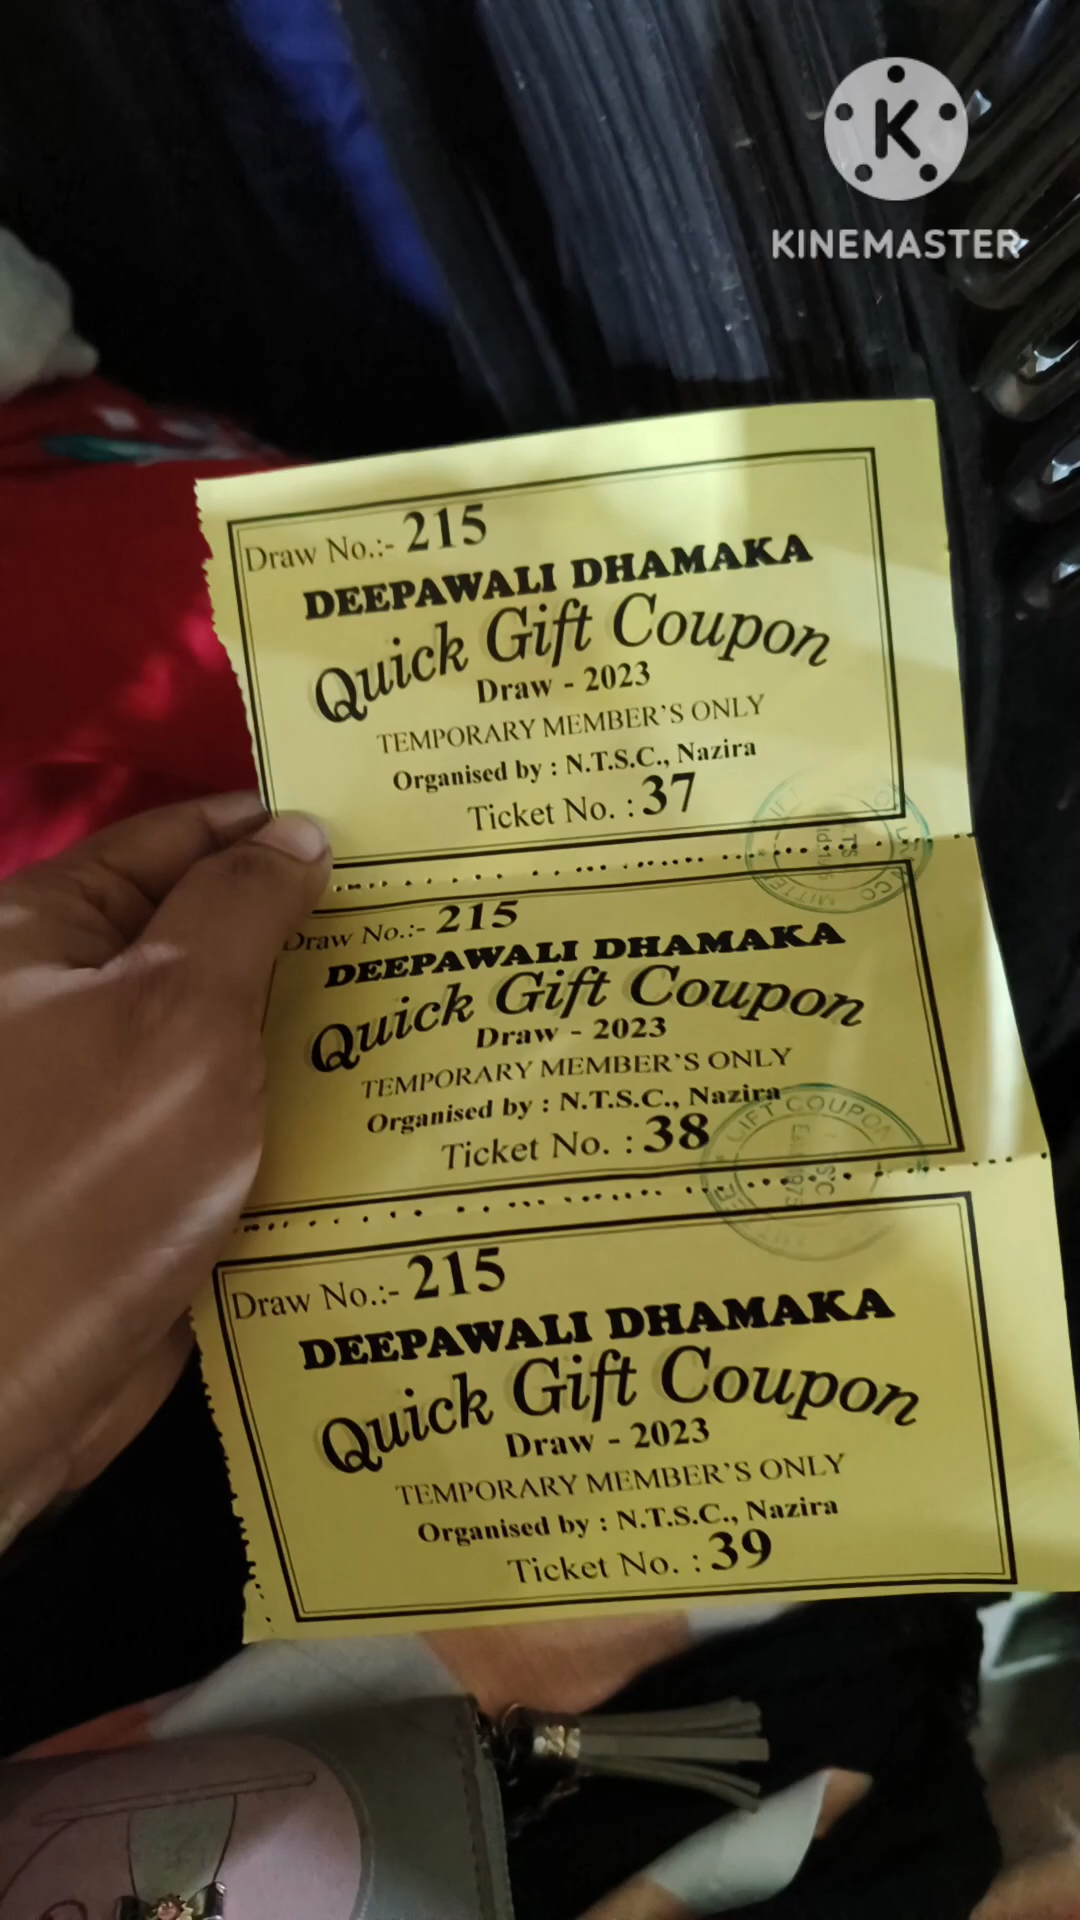 K
KINEMASTER
Draw No.:- 215
DEEPAWALI DHAMAKA
Quick Gift Coupon
Draw - 2023
TEMPORARY MEMBER'S ONLY
Organised by : N.T.S.C., Nazira
Ticket No. : 37
Draw No.:- 215
DEEPAWALI DHAMAKA
Quick Gift Coupon
Draw - 2023
TEMPORARY MEMBER'S ONLY
Organised by : N.T.S.C., Nazira
Ticket No. : 38
GIFT COUPON
Draw No.:- 215
DEEPAWALI DHAMAKA
Quick Gift Coupon
Draw - 2023
TEMPORARY MEMBER'S ONLY
Organised by : N.T.S.C., Nazira
Ticket No. : 39